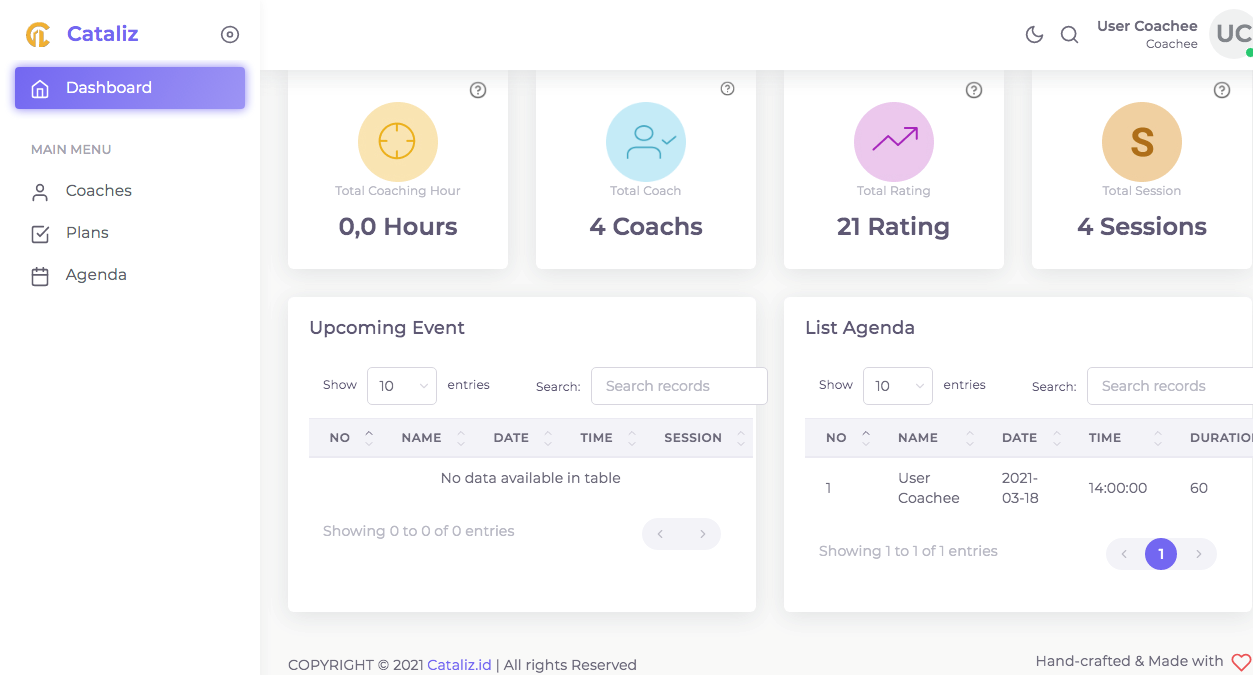 Cataliz
User Coachee
Coachee
UC
Dashboard
MAIN MENU
Coaches
Plans
Agenda
Total Coaching Hour
0,0 Hours
Total Coach
4 Coachs
Total Rating
21 Rating
S
Total Session
4 Sessions
Upcoming Event
Show 10 entries Search: Search records
NO NAME DATE TIME SESSION
No data available in table
Showing 0 to 0 of 0 entries
List Agenda
Show 10 entries Search: Search records
NO NAME DATE TIME DURATIO
1 User Coachee 2021-03-18 14:00:00 60
Showing 1 to 1 of 1 entries
1
COPYRIGHT © 2021 Cataliz.id | All rights Reserved
Hand-crafted & Made with